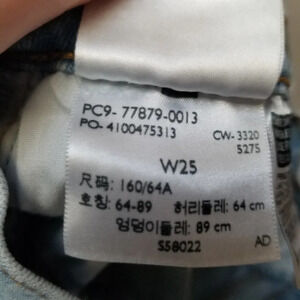 PC9- 77879-0013
PO- 4100475313 CW- 3320
5275
W25
尺码: 160/64A
호칭: 64-89 허리둘레: 64 cm
엉덩이둘레: 89 cm
S58022 AD